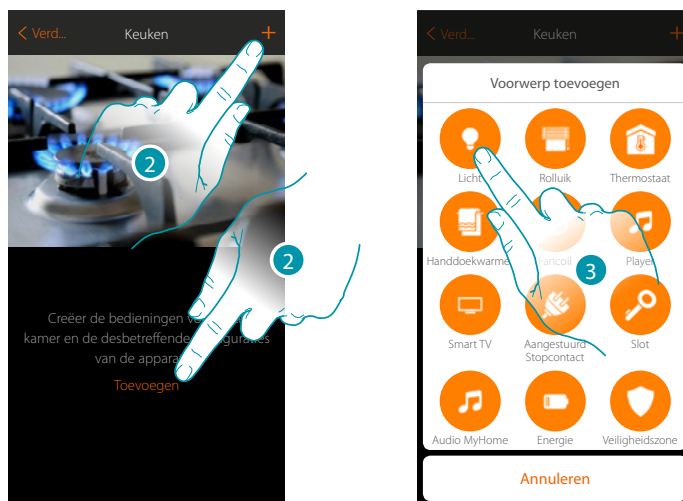 < Verd... Keuken +
2
2
Creëer de bedieningen
kamer en de desbetreffende
van de
Toevoegen
< Verd... Keuken +
Voorwerp toevoegen
Licht Rolluik Thermostaat
Handdoekwarme Player
3
Smart TV Aangestuurd Stopcontact Slot
Audio MyHome Energie Veiligheidszone
Annuleren